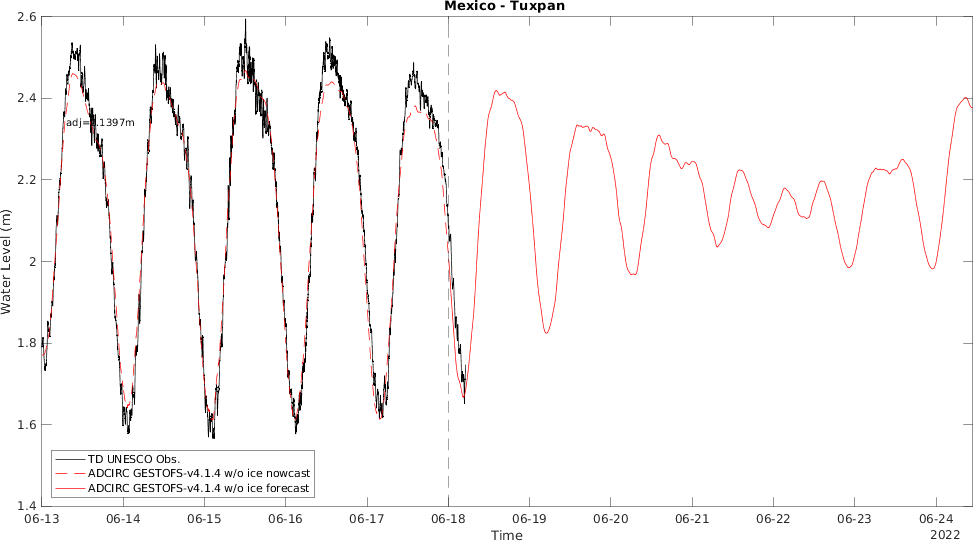 Mexico - Tuxpan
2.6
2.4
2.2
2
1.8
1.6
1.4
Water Level (m)
TD UNESCO Obs.
ADCIRC GESTOFS-v4.1.4 w/o ice nowcast
ADCIRC GESTOFS-v4.1.4 w/o ice forecast
06-13 06-14 06-15 06-16 06-17 06-18 06-19 06-20 06-21 06-22 06-23 06-24
2022
Time